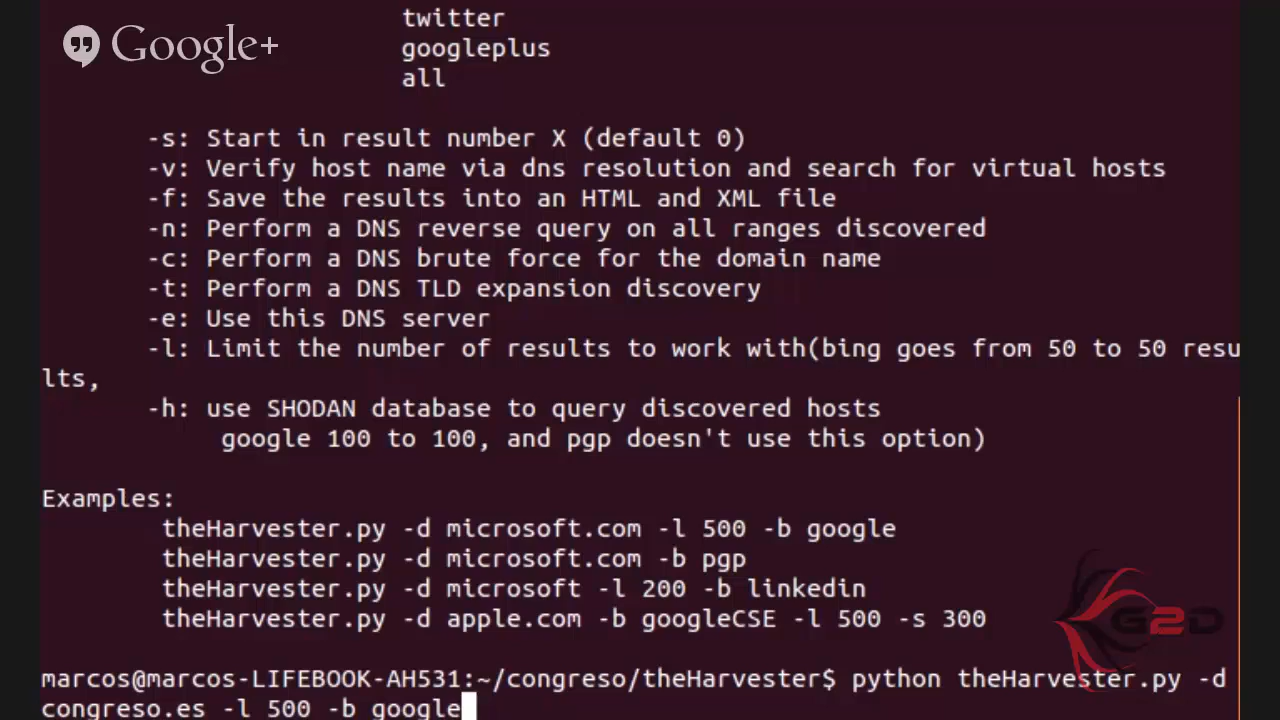 twitter
Google+
googleplus
all
-s: Start in result number X (default 0)
-v: Verify host name via dns resolution and search for virtual hosts
-f: Save the results into an HTML and XML file
-n: Perform a DNS reverse query on all ranges discovered
-c: Perform a DNS brute force for the domain name
-t: Perform a DNS TLD expansion discovery
-e: Use this DNS server
-l: Limit the number of results to work with(bing goes from 50 to 50 resu
lts,
-h: use SHODAN database to query discovered hosts
google 100 to 100, and pgp doesn't use this option)
Examples:
theHarvester.py -d microsoft.com -l 500 -b google
theHarvester.py -d microsoft.com -b pgp
theHarvester.py -d microsoft -l 200 -b linkedin
theHarvester.py -d apple.com -b googleCSE -l 500 -s 300
G2D
marcos@marcos-LIFEBOOK-AH531:~/congreso/theHarvester$ python theHarvester.py -d
congreso.es -l 500 -b google